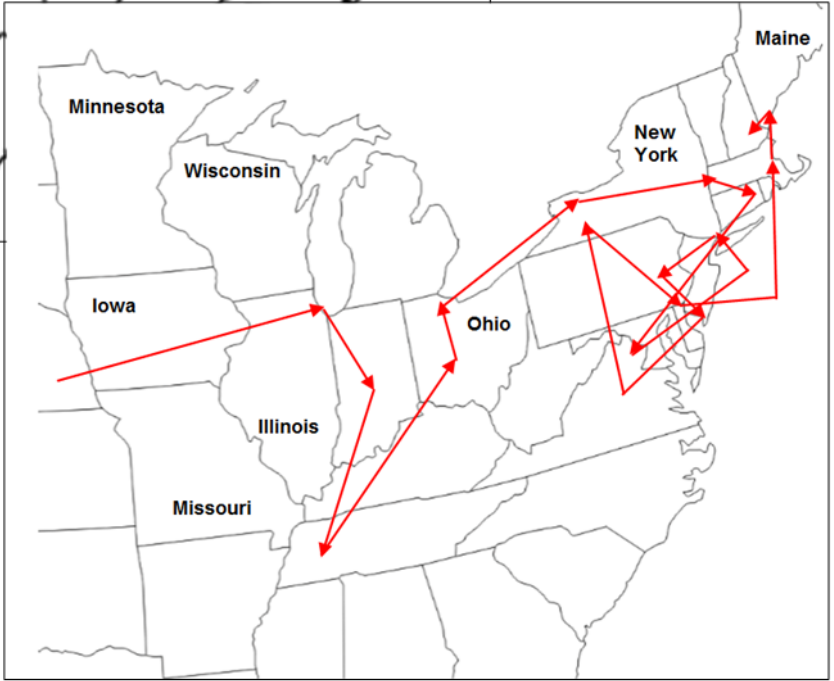 Maine
Minnesota
New
York
Wisconsin
Iowa
Ohio
Illinois
Missouri